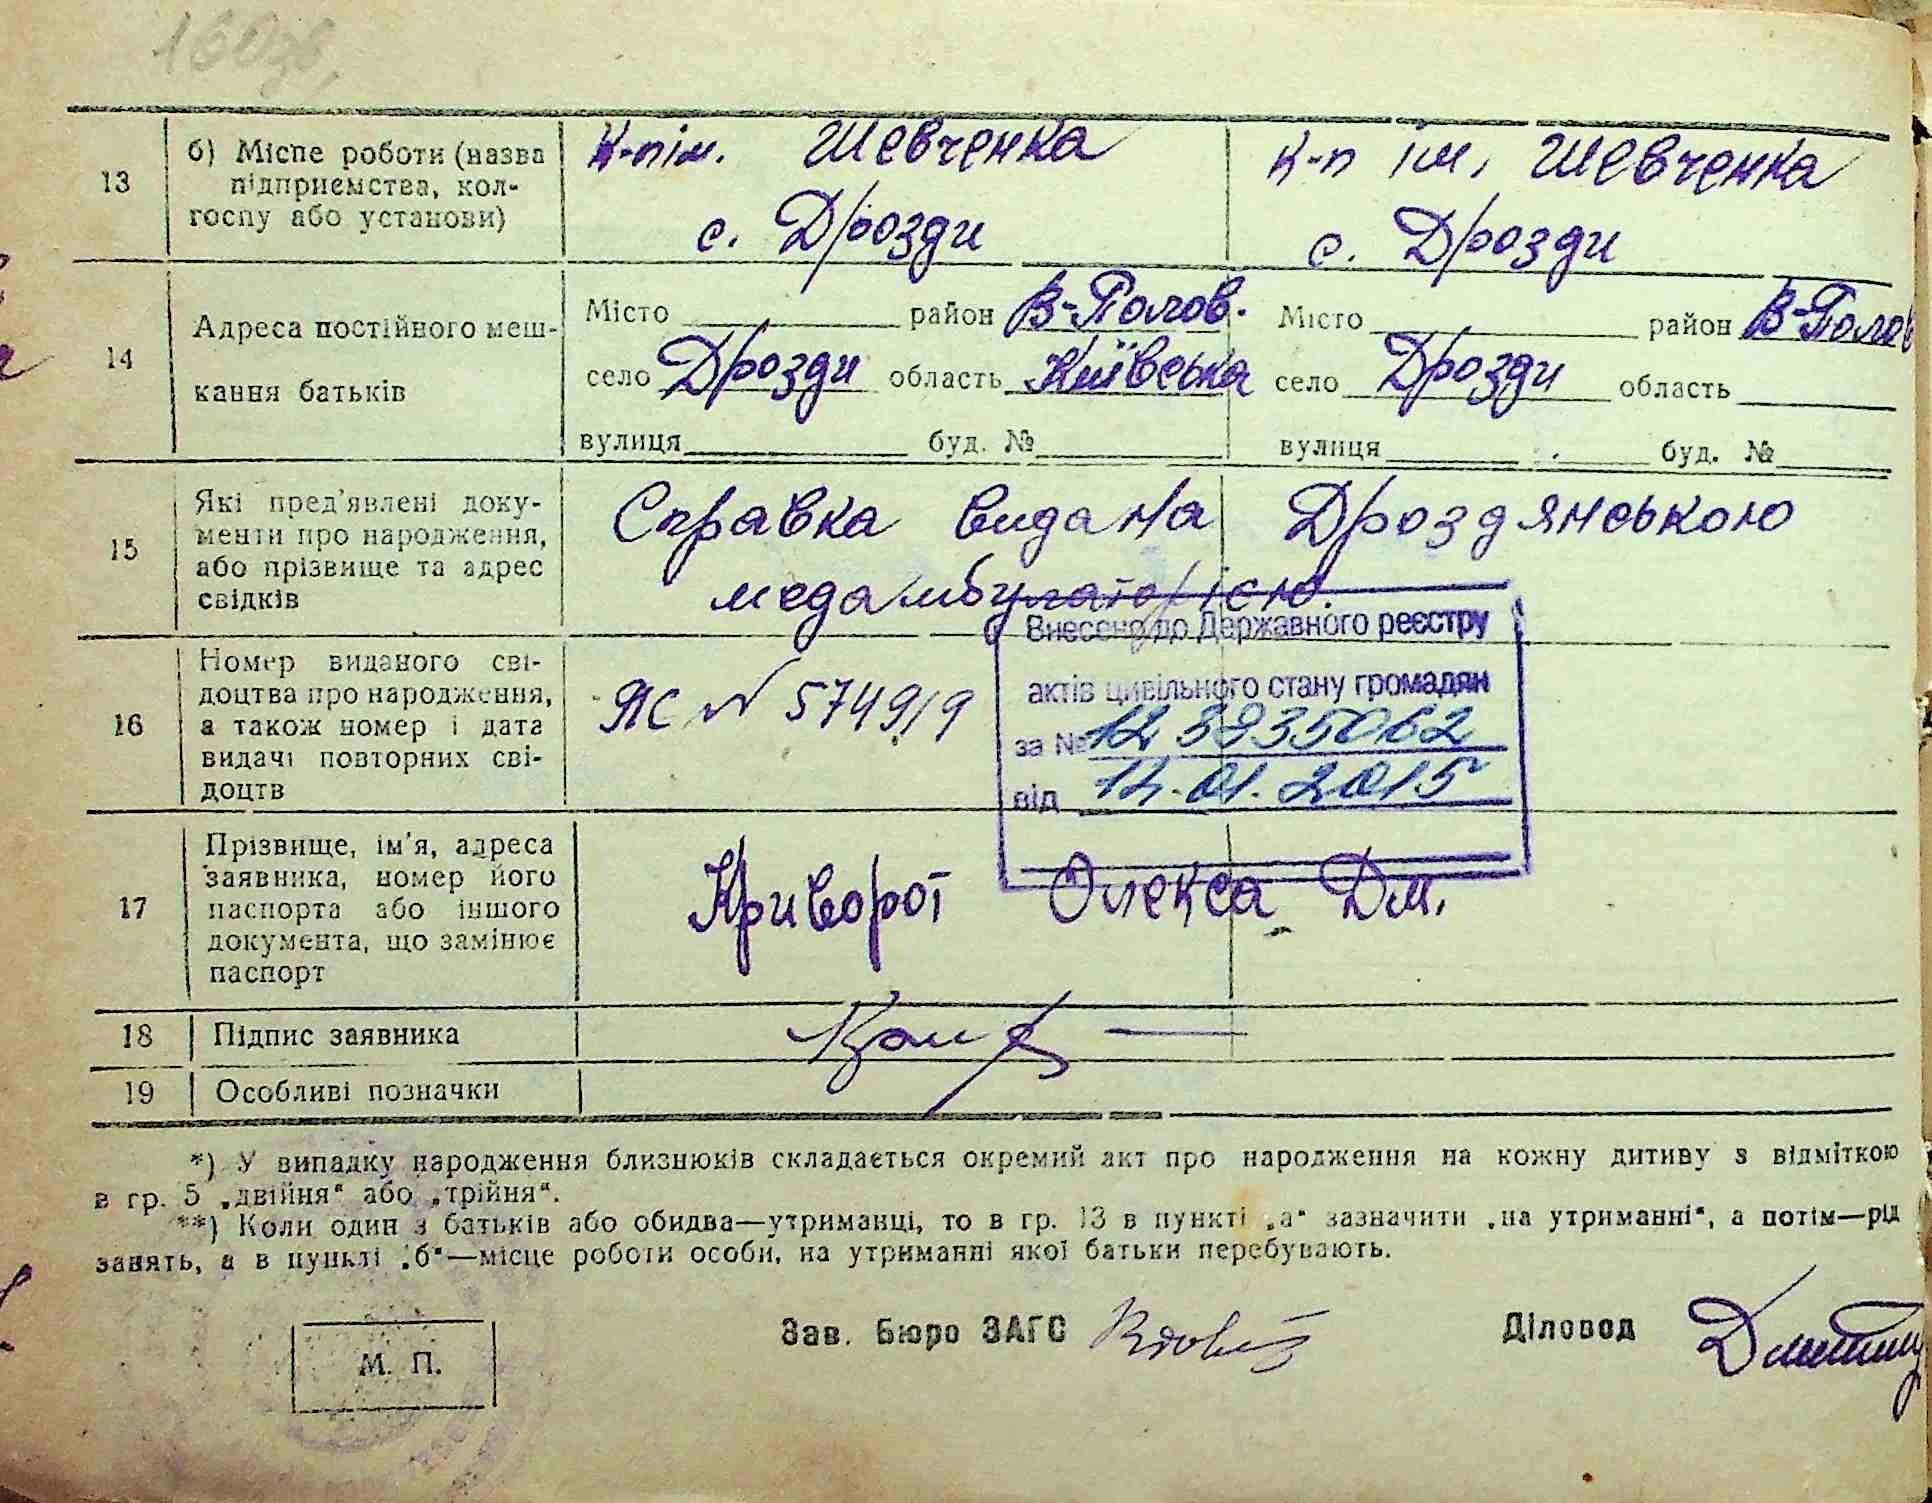 160зв.
13 б) Місце роботи (назва підприємства, кол-госпу або установи)
к-п ім. Шевченка
с. Дрозди
к-п ім. Шевченка
с. Дрозди
14 Адреса постійного меш-
кання батьків
Місто район В-Полов.
село Дрозди область Київська
вулиця буд. №
Місто район В-Полов
село Дрозди область
вулиця буд. №
15 Які пред'явлені доку-
менти про народження,
або прізвище та адрес
свідків
Справка видана Дроздянською
медамбулаторією.
16 Номер виданого сві-
доцтва про народження,
а також номер і дата
видачі повторних сві-
доцтв
ЯС № 574919
Внесено до Державного реєстру
актів цивільного стану громадян
за №
від 12.01.2015
17 Прізвище, ім'я, адреса
заявника, номер його
паспорта або іншого
документа, що замінює
паспорт
Криворот Олекса Дм.
18 Підпис заявника
19 Особливі позначки
*) У випадку народження близнюків складається окремий акт про народження на кожну дитину з відміткою
в гр. 5 „двійня“ або „трійня“.
**) Коли один з батьків або обидва—утриманці, то в гр. 13 в пункті „а“ зазначити „на утриманні“, а потім—рід
занять, а в пункті „б“—місце роботи особи, на утриманні якої батьки перебувають.
М. П.
Зав. Бюро ЗАГС
Діловод